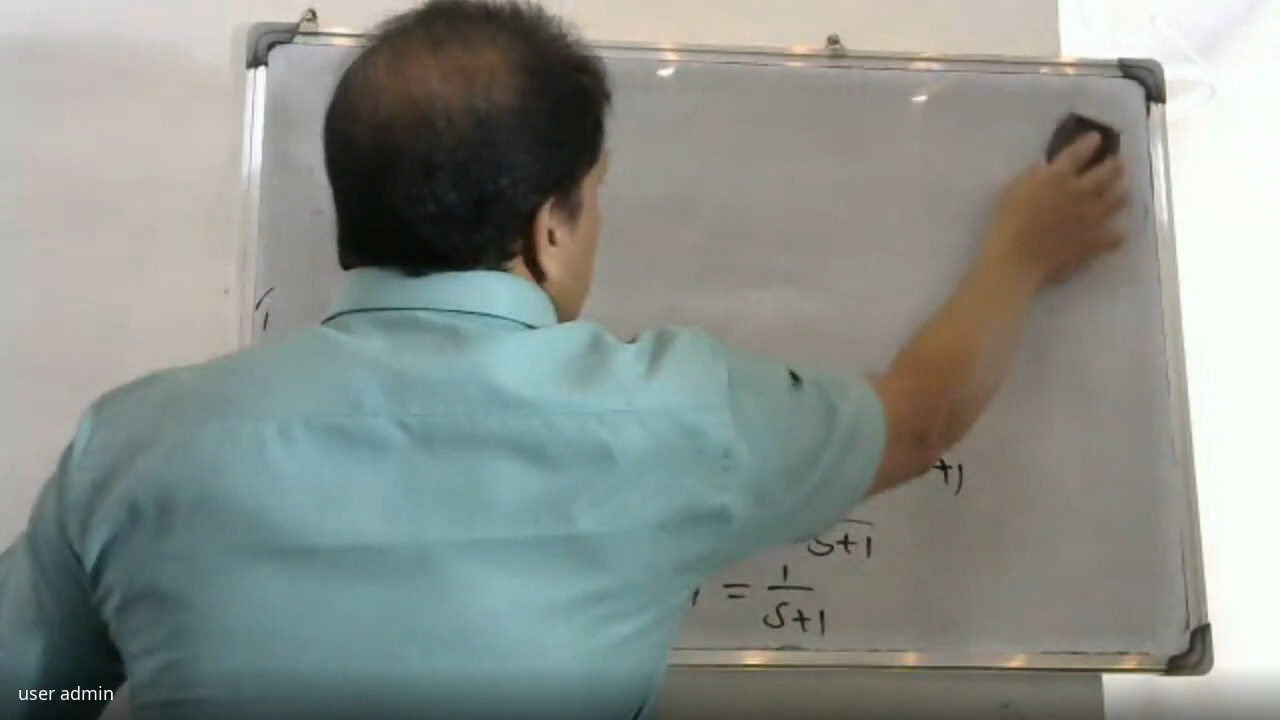 +1
S+1
= 1/(S+1)
user admin